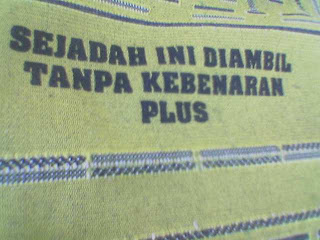 SEJADAH INI DIAMBIL
TANPA KEBENARAN
PLUS